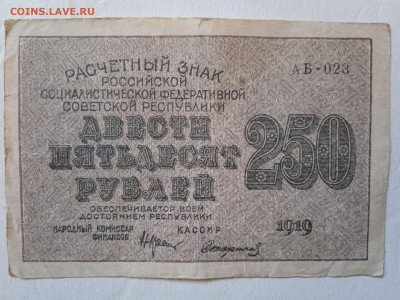 COINS.LAVE.RU
РАСЧЕТНЫЙ ЗНАК
АБ-023
РОССИЙСКОЙ
СОЦИАЛИСТИЧЕСКОЙ ФЕДЕРАТИВНОЙ
СОВЕТСКОЙ РЕСПУБЛИКИ
ДВЕСТИ
ПЯТЬДЕСЯТ
РУБЛЕЙ
250
ОБЕСПЕЧИВАЕТСЯ ВСЕМ
ДОСТОЯНИЕМ РЕСПУБЛИКИ
1919
НАРОДНЫЙ КОМИССАР
ФИНАНСОВ
КАССИР